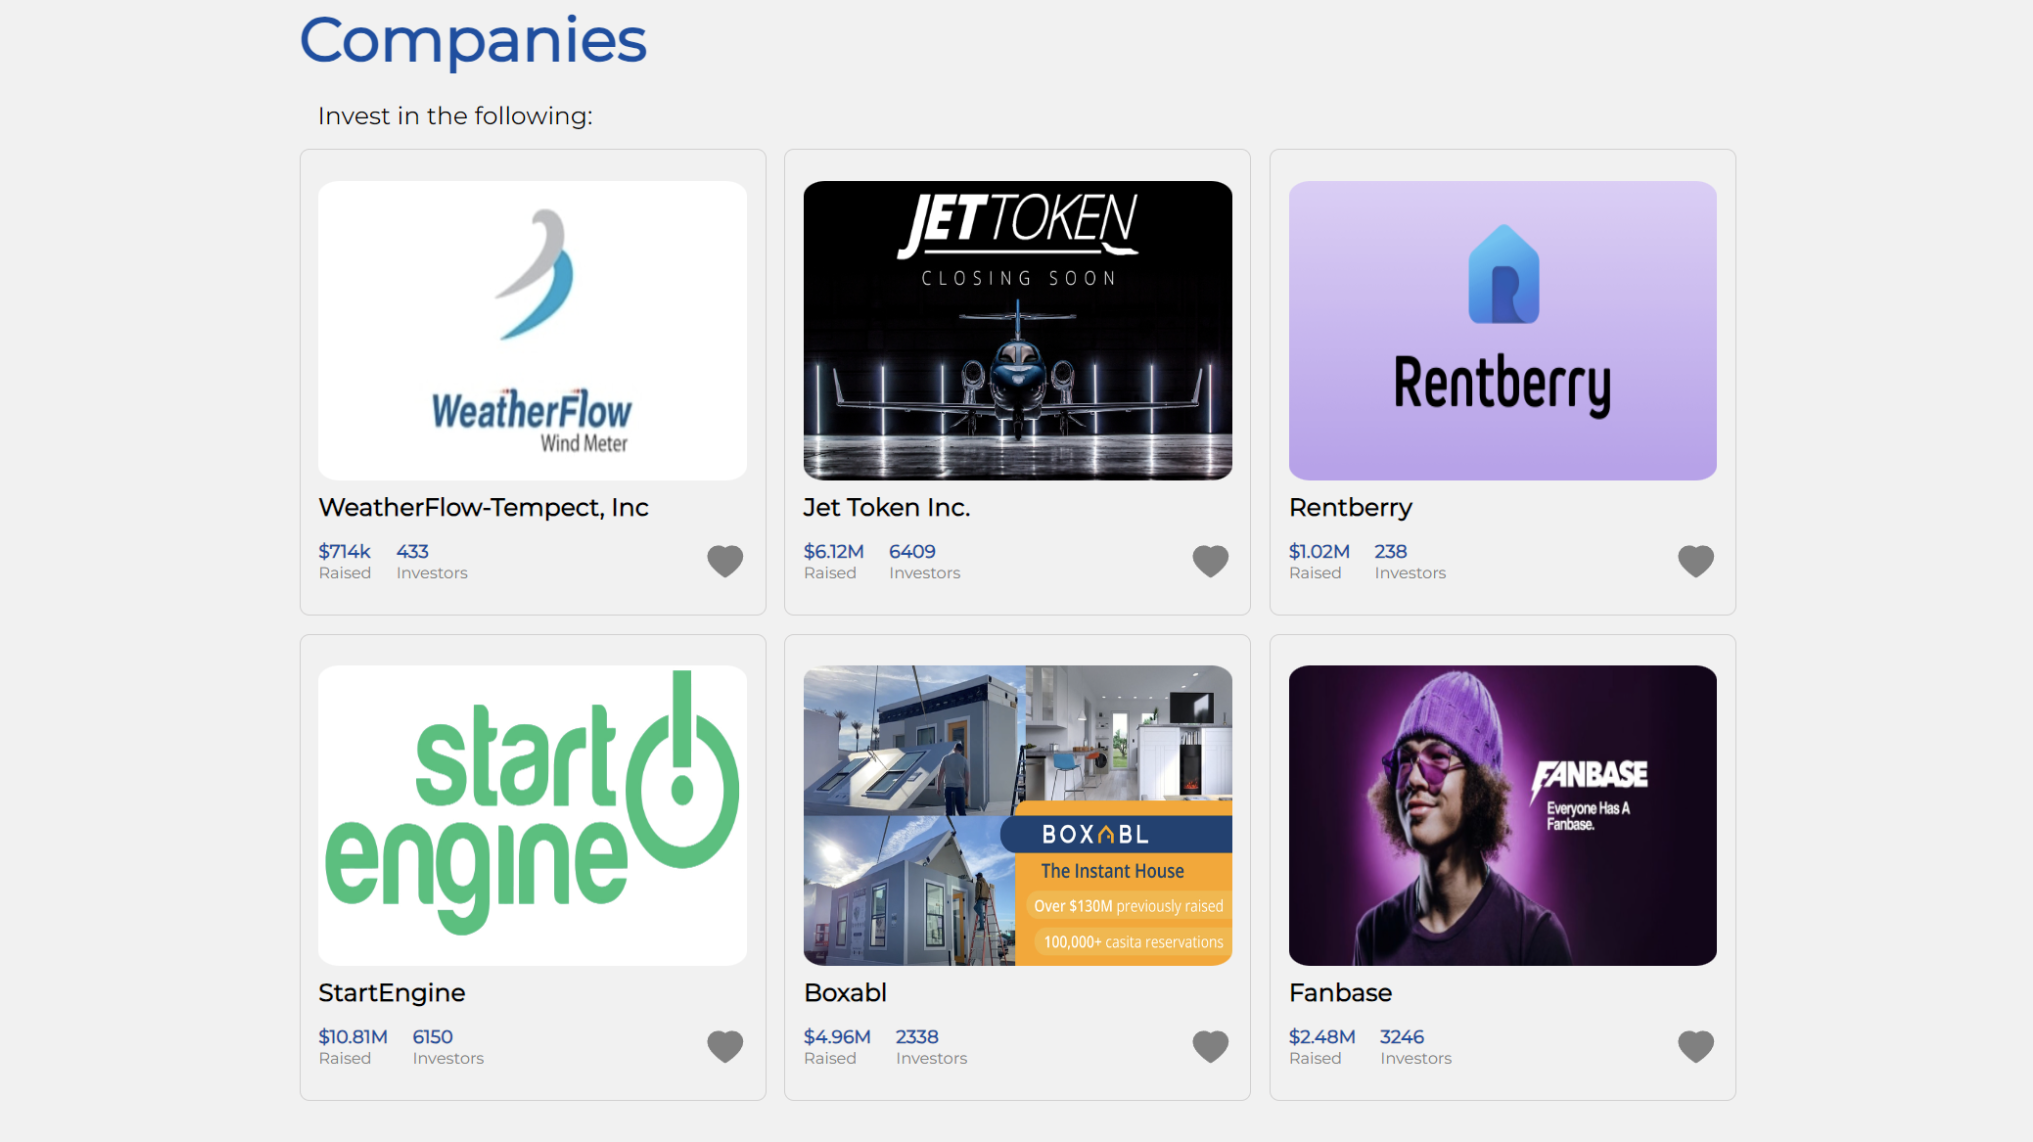 Companies
Invest in the following:
WeatherFlow
Wind Meter
WeatherFlow-Tempect, Inc
$714k 433
Raised Investors
JETTOKEN
CLOSING SOON
Jet Token Inc.
$6.12M 6409
Raised Investors
Rentberry
Rentberry
$1.02M 238
Raised Investors
start
engine
StartEngine
$10.81M 6150
Raised Investors
BOXABL
The Instant House
Over $130M previously raised
100,000+ casita reservations
Boxabl
$4.96M 2338
Raised Investors
FANBASE
Everyone Has A
Fanbase.
Fanbase
$2.48M 3246
Raised Investors